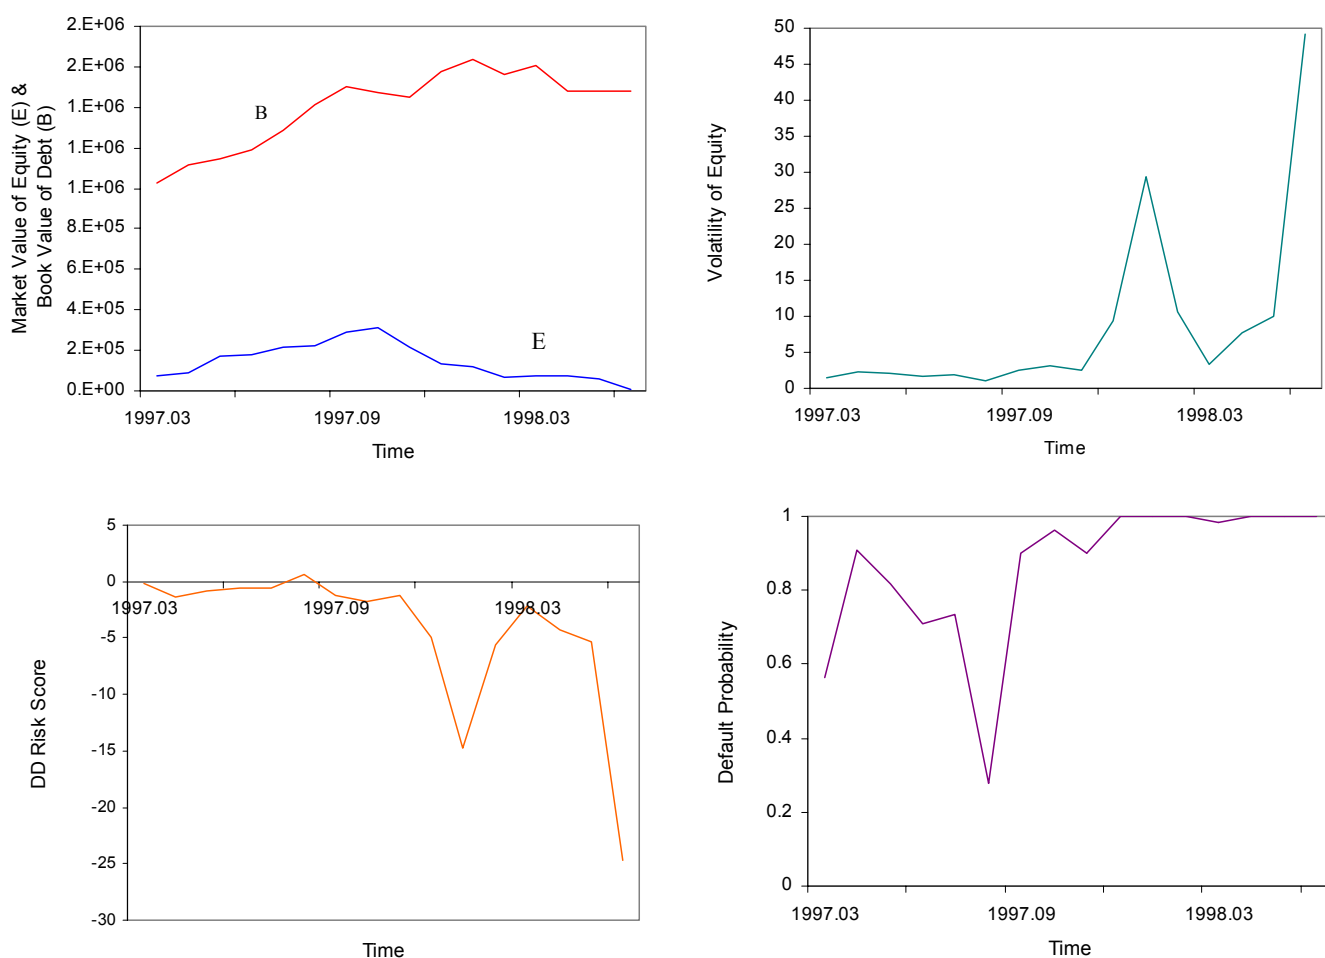 Market Value of Equity (E) &
Book Value of Debt (B)
2.E+06
2.E+06
1.E+06
1.E+06
1.E+06
8.E+05
6.E+05
4.E+05
2.E+05
0.E+00
B
E
1997.03
1997.09
1998.03
Time
Volatility of Equity
50
45
40
35
30
25
20
15
10
5
0
1997.03
1997.09
1998.03
Time
DD Risk Score
5
0
-5
-10
-15
-20
-25
-30
1997.03
1997.09
1998.03
Time
Default Probability
1
0.8
0.6
0.4
0.2
0
1997.03
1997.09
1998.03
Time